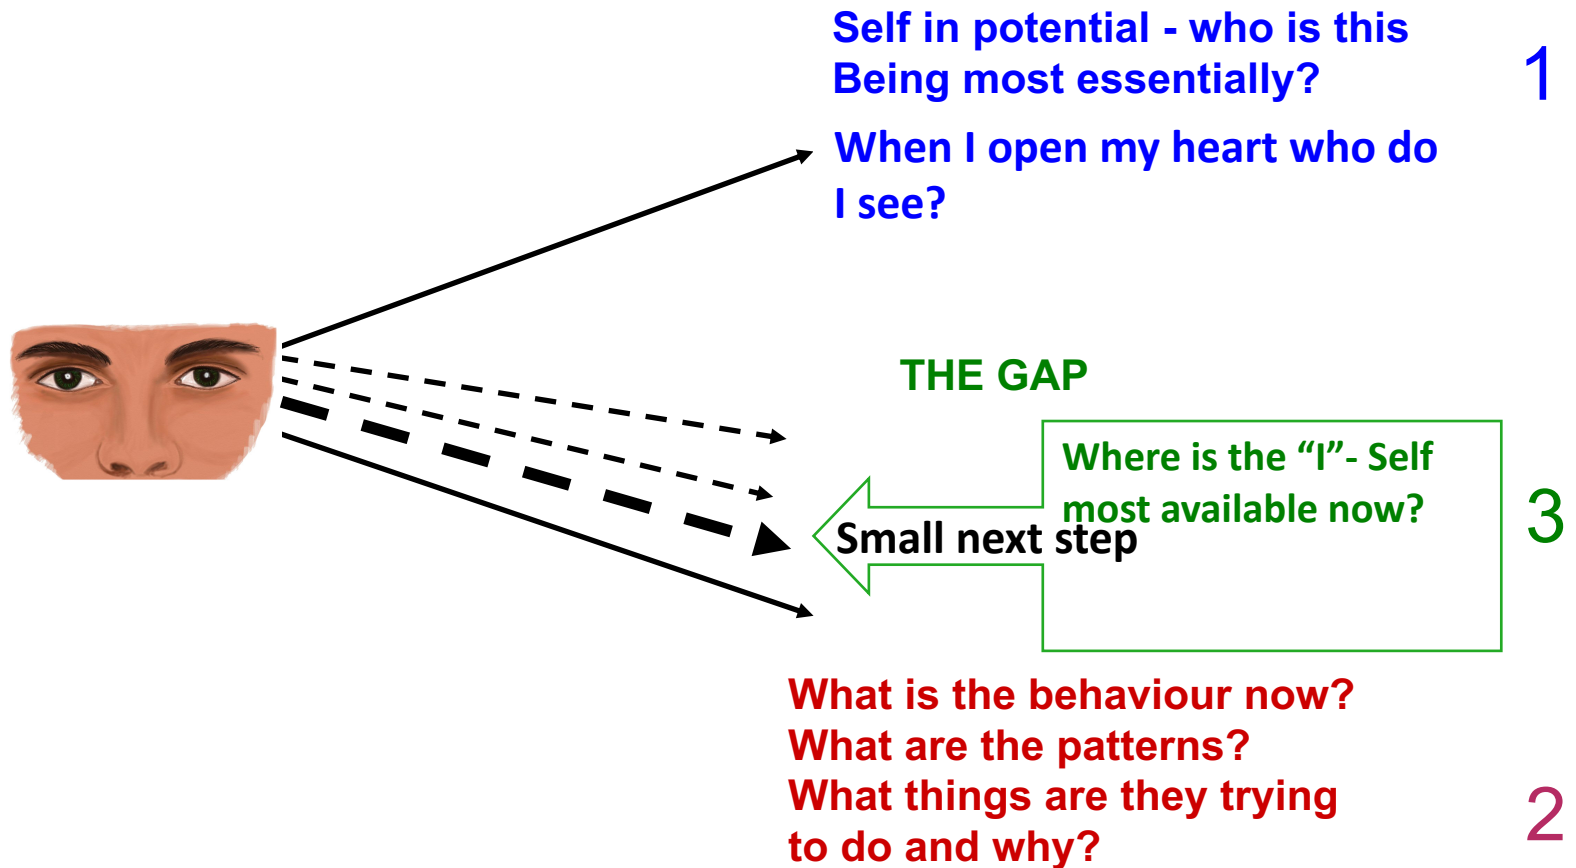 Self in potential - who is this
Being most essentially?
1
When I open my heart who do
I see?
THE GAP
Where is the “I”- Self
most available now?
3
Small next step
What is the behaviour now?
What are the patterns?
What things are they trying
to do and why?
2